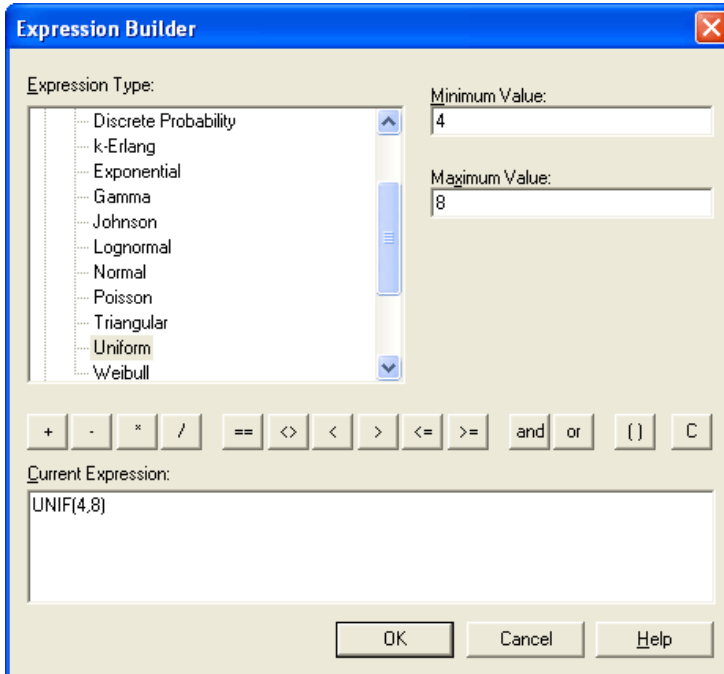 Expression Builder
Expression Type:
Discrete Probability
k-Erlang
Exponential
Gamma
Johnson
Lognormal
Normal
Poisson
Triangular
Uniform
Weibull
Minimum Value:
4
Maximum Value:
8
+ - * / == <> < > <= >= and or ( ) C
Current Expression:
UNIF(4,8)
OK Cancel Help